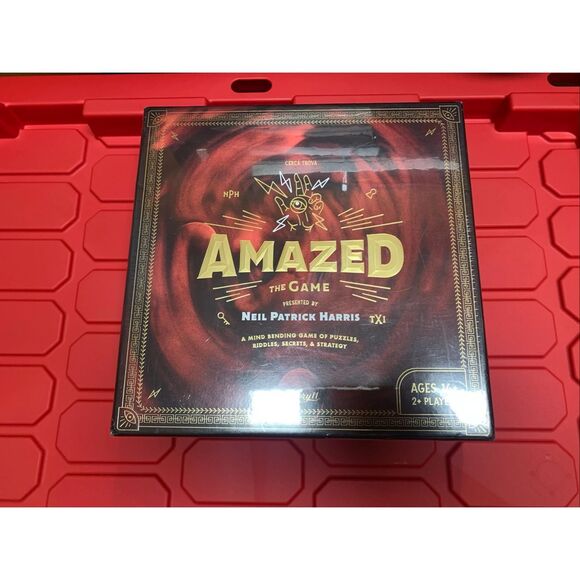 CERCA TROVA
NPH
AMAZED
THE GAME
PRESENTED BY
NEIL PATRICK HARRIS
TXI
A MIND BENDING GAME OF PUZZLES,
RIDDLES, SECRETS, & STRATEGY
AGES 14+
2+